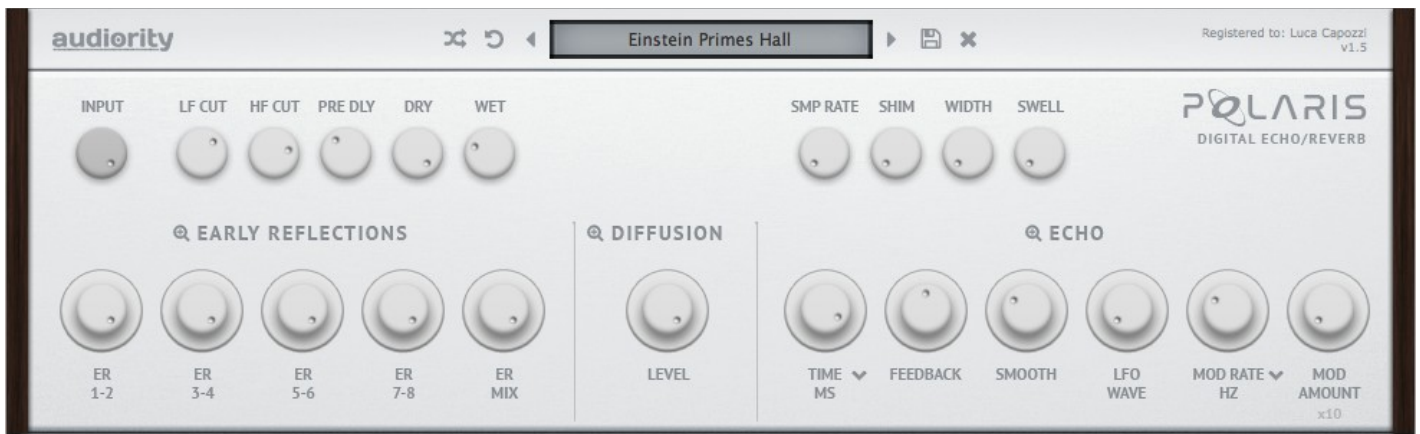 audiority
Einstein Primes Hall
Registered to: Luca Capozzi
v1.5
INPUT LF CUT HF CUT PRE DLY DRY WET SMP RATE SHIM WIDTH SWELL
POLARIS
DIGITAL ECHO/REVERB
EARLY REFLECTIONS DIFFUSION ECHO
ER ER ER ER ER LEVEL TIME FEEDBACK SMOOTH LFO MOD RATE MOD
1-2 3-4 5-6 7-8 MIX MS WAVE HZ AMOUNT
x10